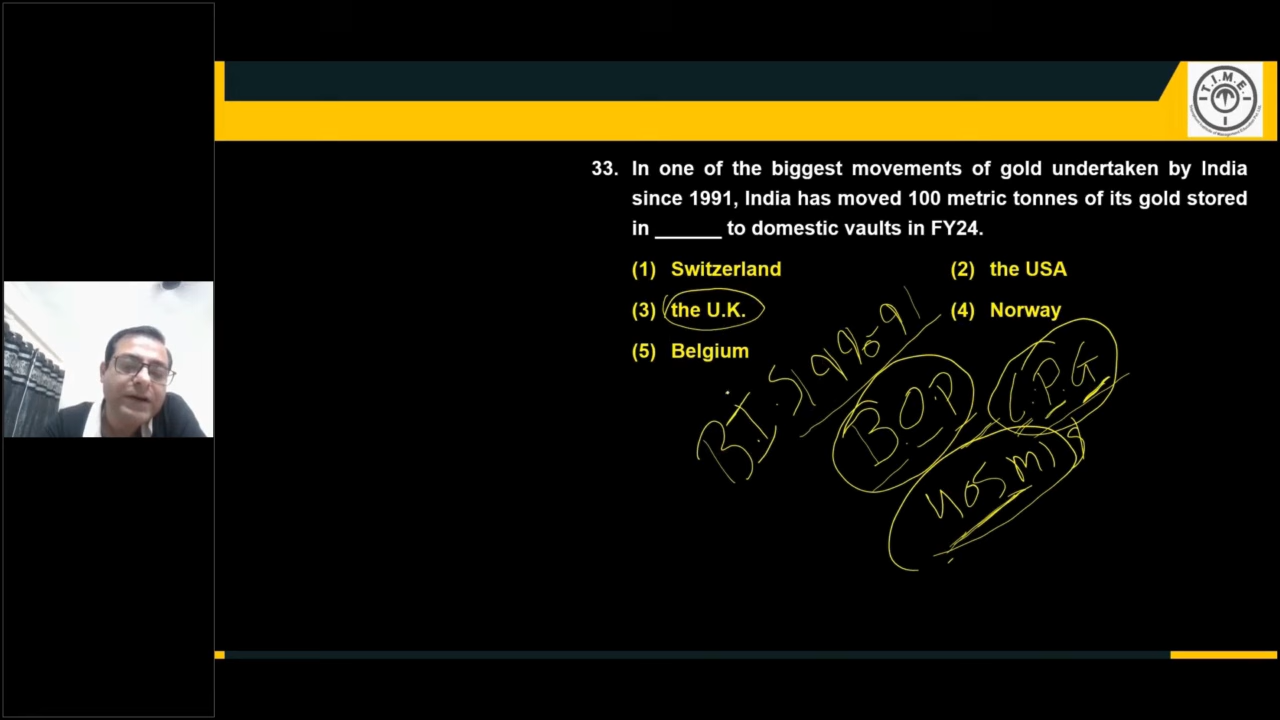 T.I.M.E.
33. In one of the biggest movements of gold undertaken by India
since 1991, India has moved 100 metric tonnes of its gold stored
in ______ to domestic vaults in FY24.
(1) Switzerland (2) the USA
(3) the U.K. (4) Norway
(5) Belgium
B.I.S 1990-91
B.O.P